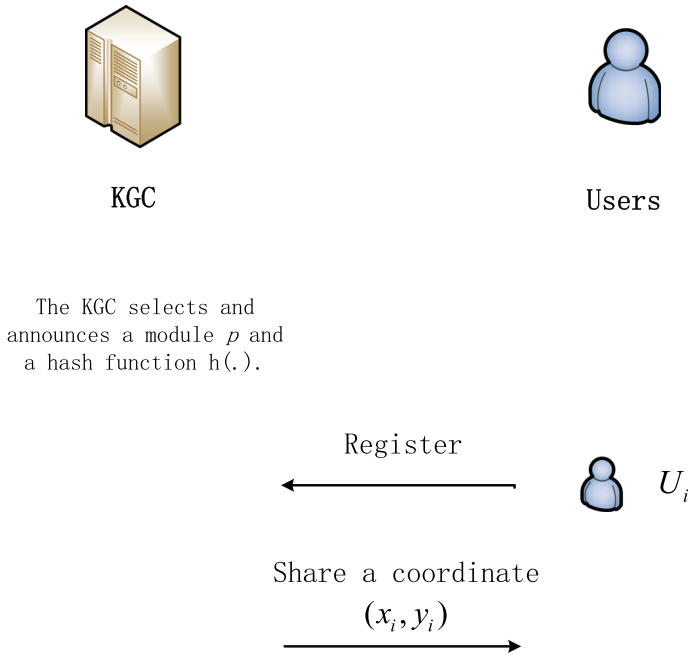 KGC
Users
The KGC selects and
announces a module p and
a hash function h(.).
Register
U_i
Share a coordinate
(x_i, y_i)